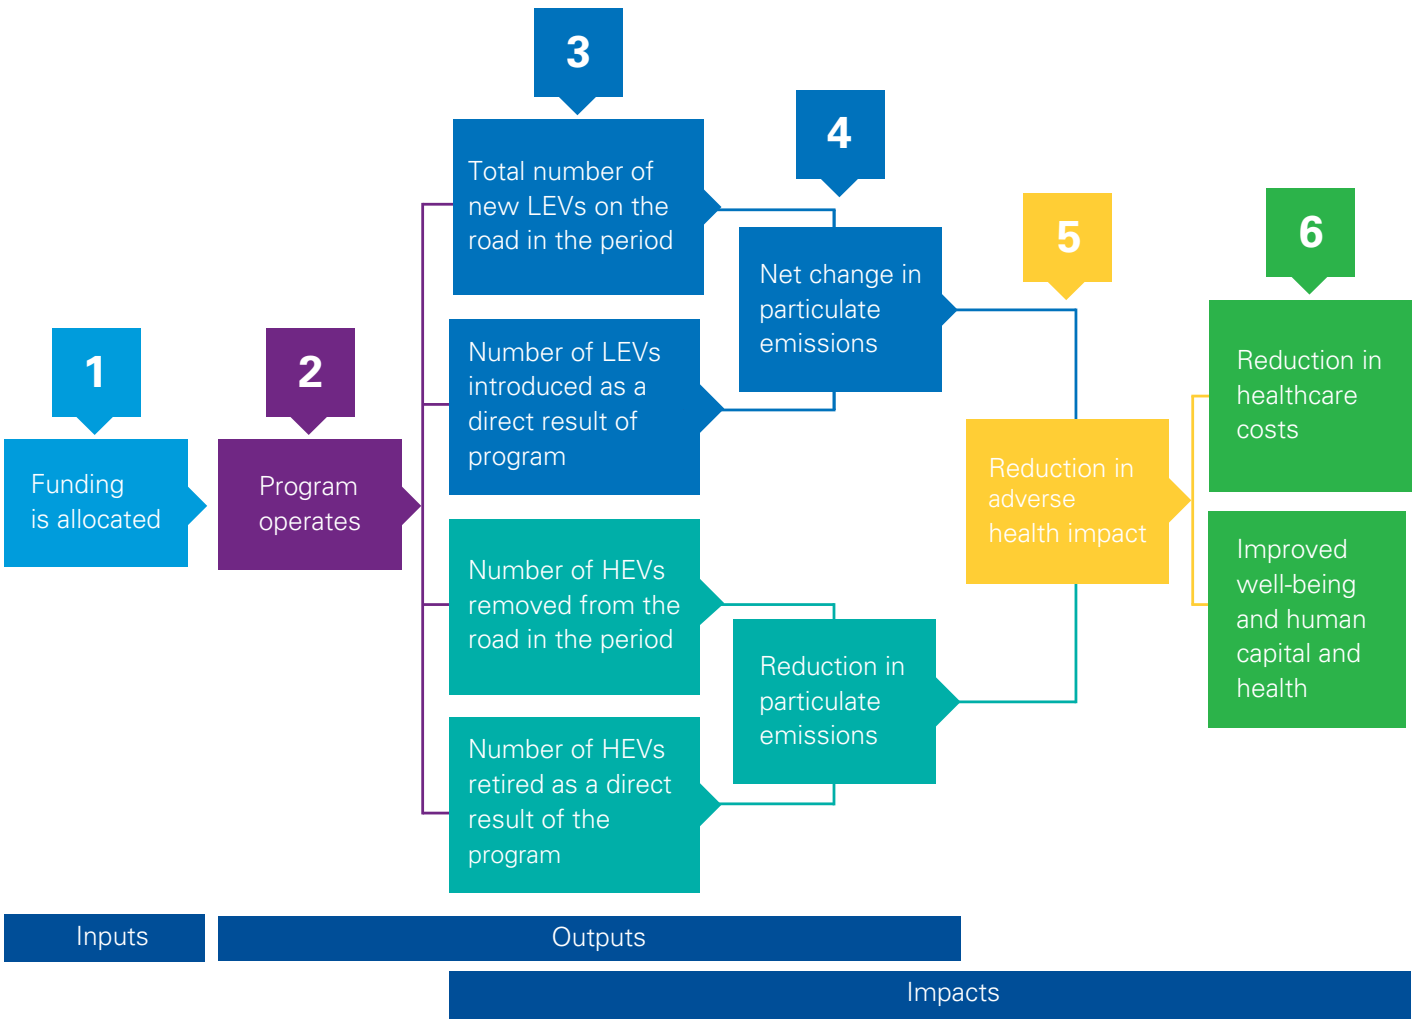 1
Funding
is allocated
2
Program
operates
3
Total number of
new LEVs on the
road in the period
Number of LEVs
introduced as a
direct result of
program
Number of HEVs
removed from the
road in the period
Number of HEVs
retired as a direct
result of the
program
4
Net change in
particulate
emissions
Reduction in
particulate
emissions
5
Reduction in
adverse
health impact
6
Reduction in
healthcare
costs
Improved
well-being
and human
capital and
health
Inputs
Outputs
Impacts